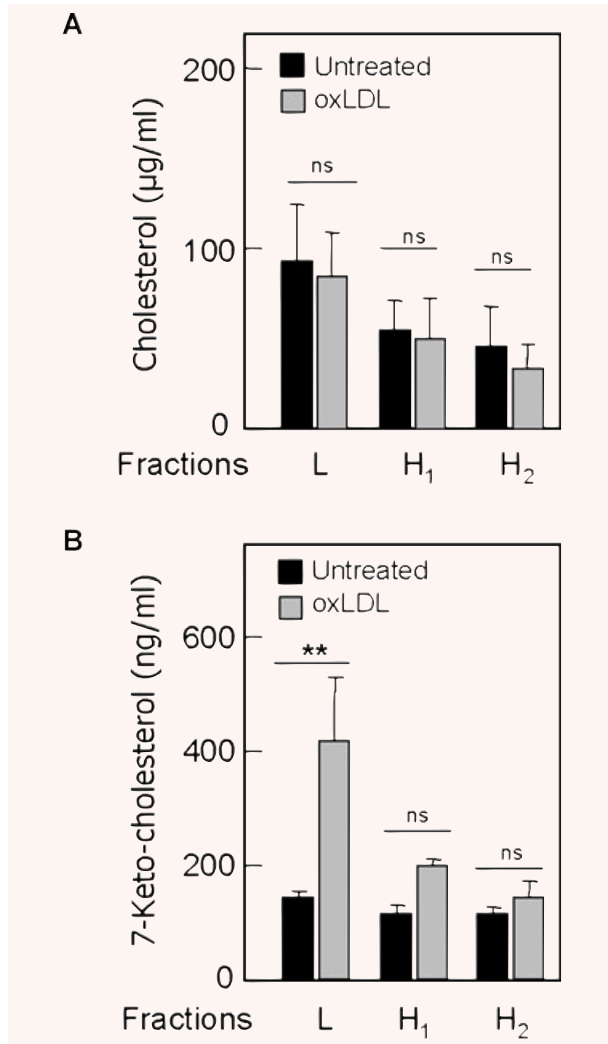 A
Cholesterol (µg/ml)
200
100
0
Untreated
oxLDL
ns
ns
ns
Fractions L H₁ H₂
B
7-Keto-cholesterol (ng/ml)
600
400
200
0
Untreated
oxLDL
**
ns
ns
Fractions L H₁ H₂